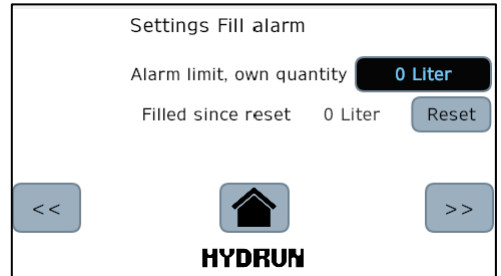 Settings Fill alarm
Alarm limit, own quantity 0 Liter
Filled since reset 0 Liter Reset
<< >>
HYDRUN